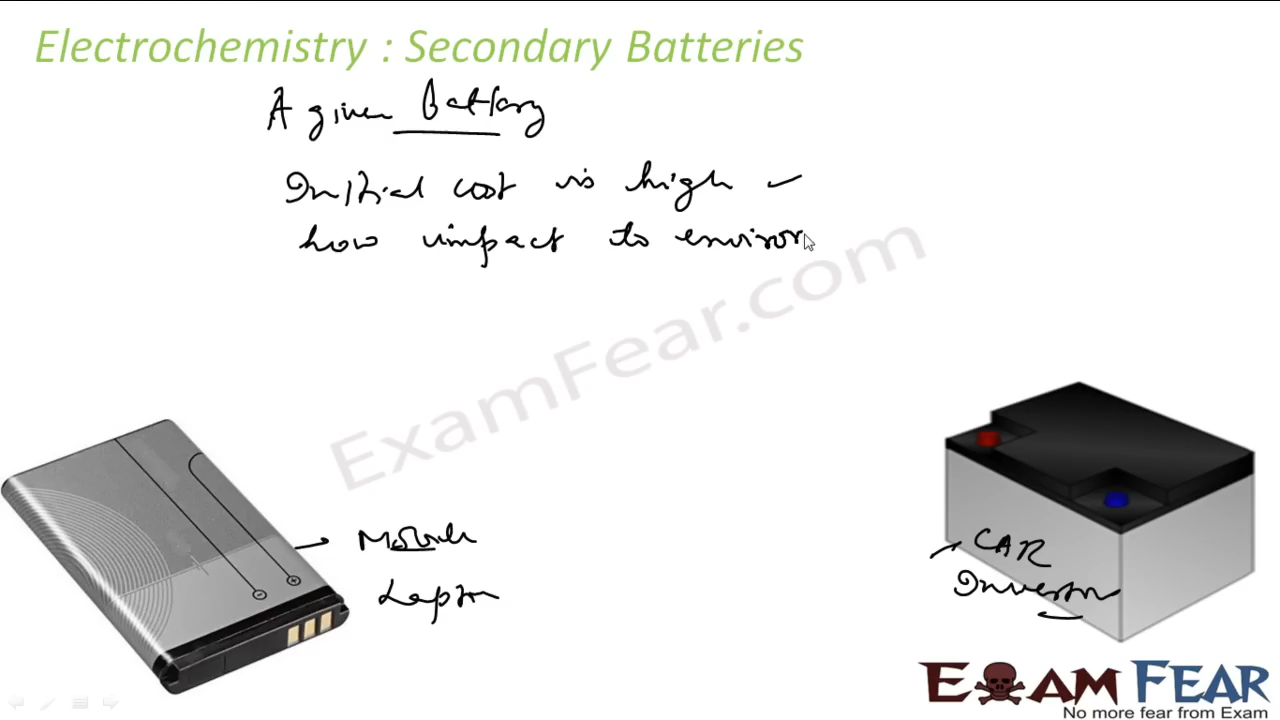 Electrochemistry : Secondary Batteries
A given Battery
Initial cost is high
low impact to environ
ExamFear.com
Mobile
Laptop
CAR
Invertor
EXAM FEAR
No more fear from Exam